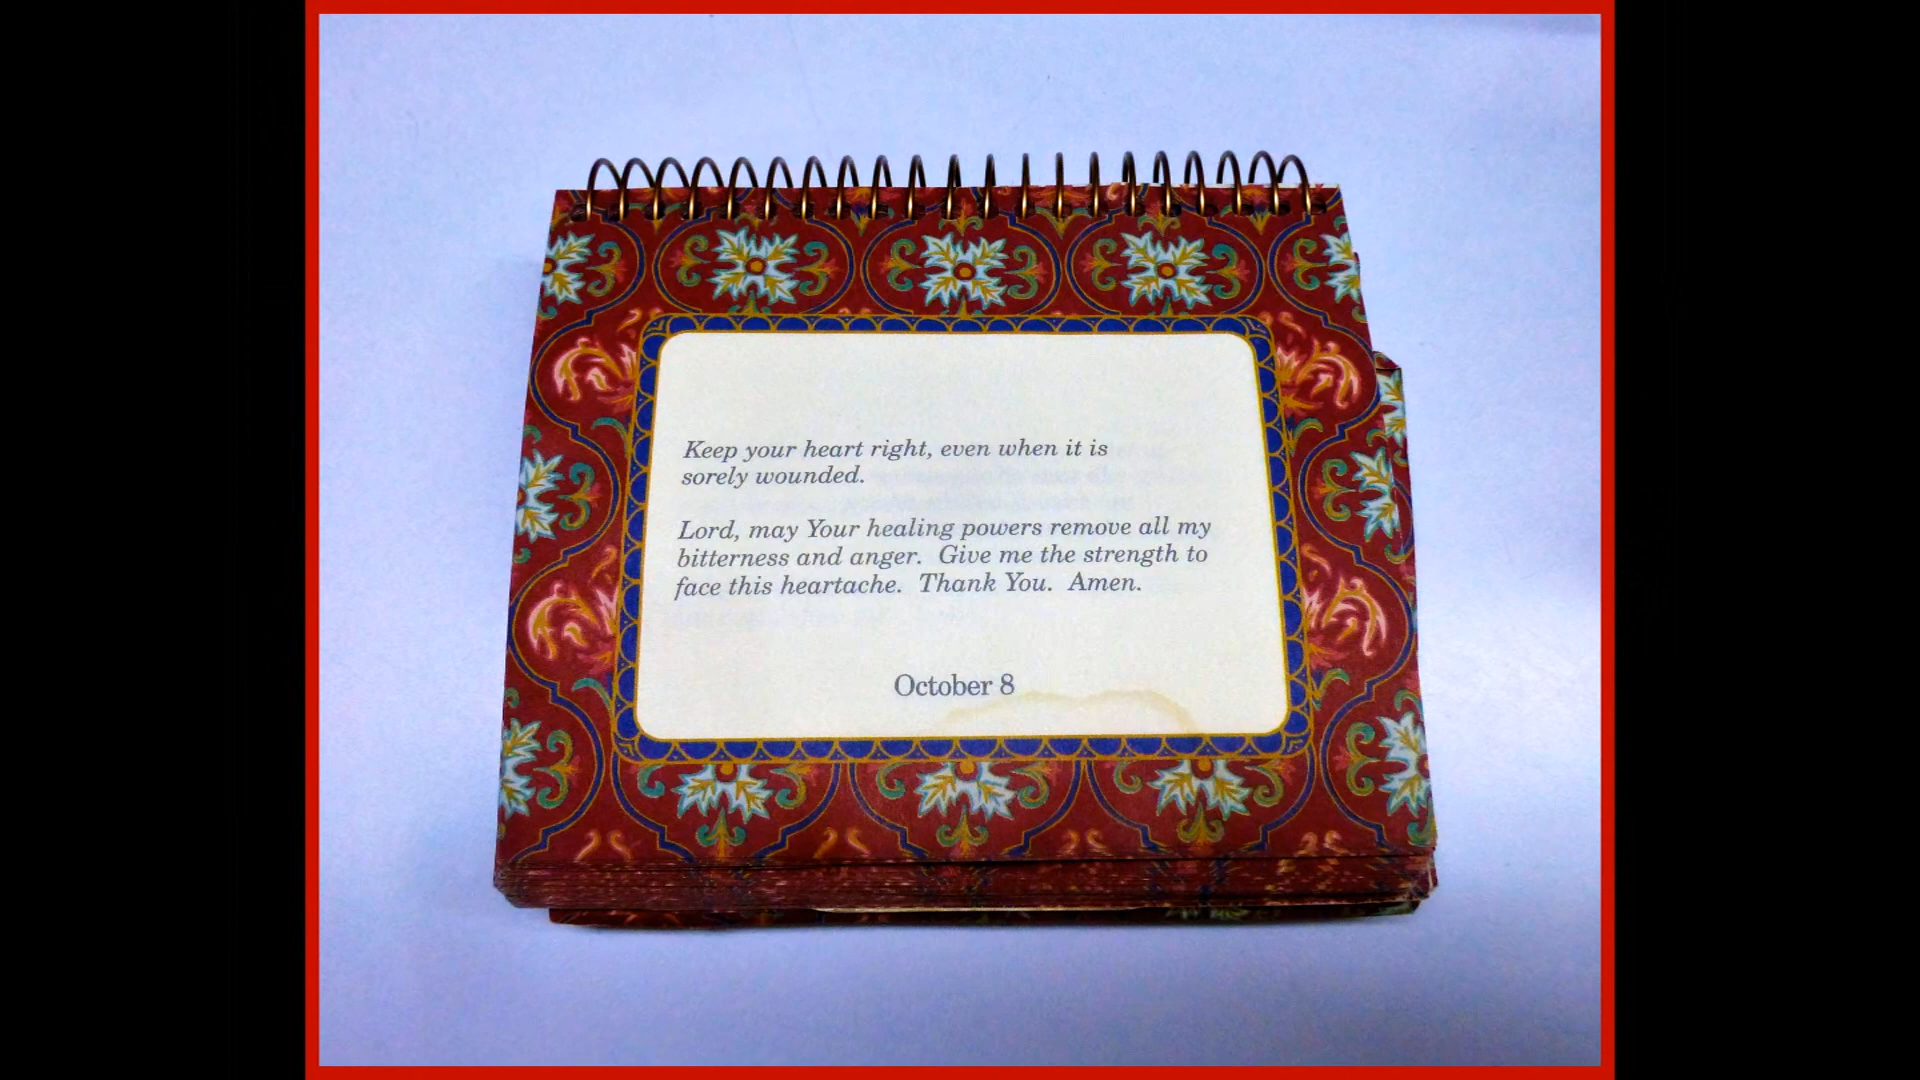 Keep your heart right, even when it is
sorely wounded.
Lord, may Your healing powers remove all my
bitterness and anger.  Give me the strength to
face this heartache.  Thank You.  Amen.
October 8